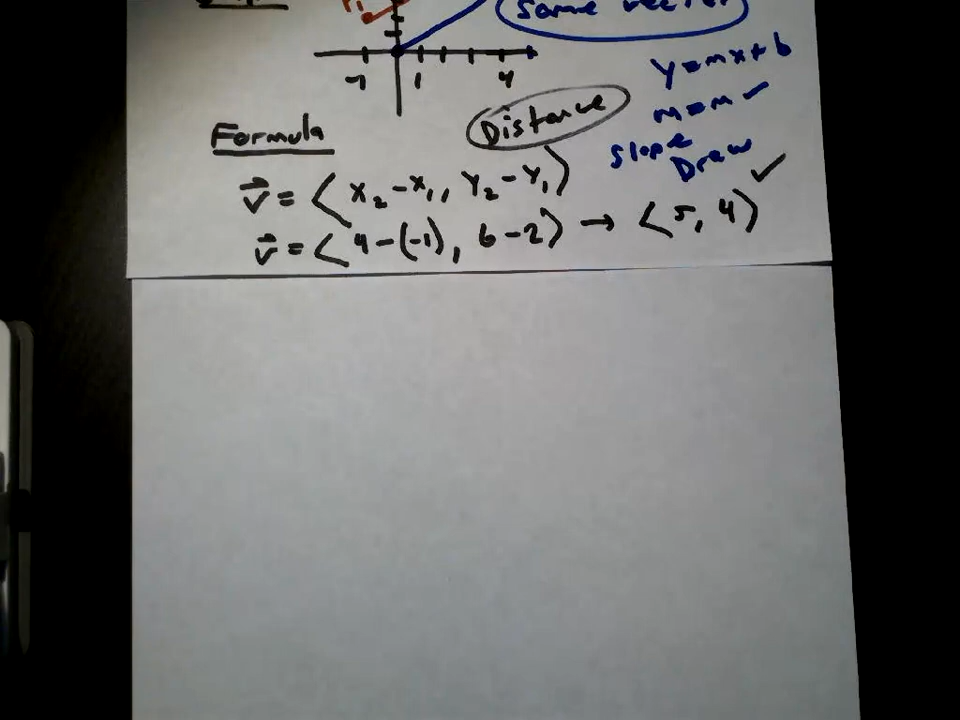 Same vector
P₁
-1 1 4
y=mx+b
m=m ✓
Slope Draw
Distance
Formula
v⃗ = ⟨x₂-x₁, y₂-y₁⟩
v⃗ = ⟨4-(-1), 6-2⟩ → ⟨5, 4⟩ ✓